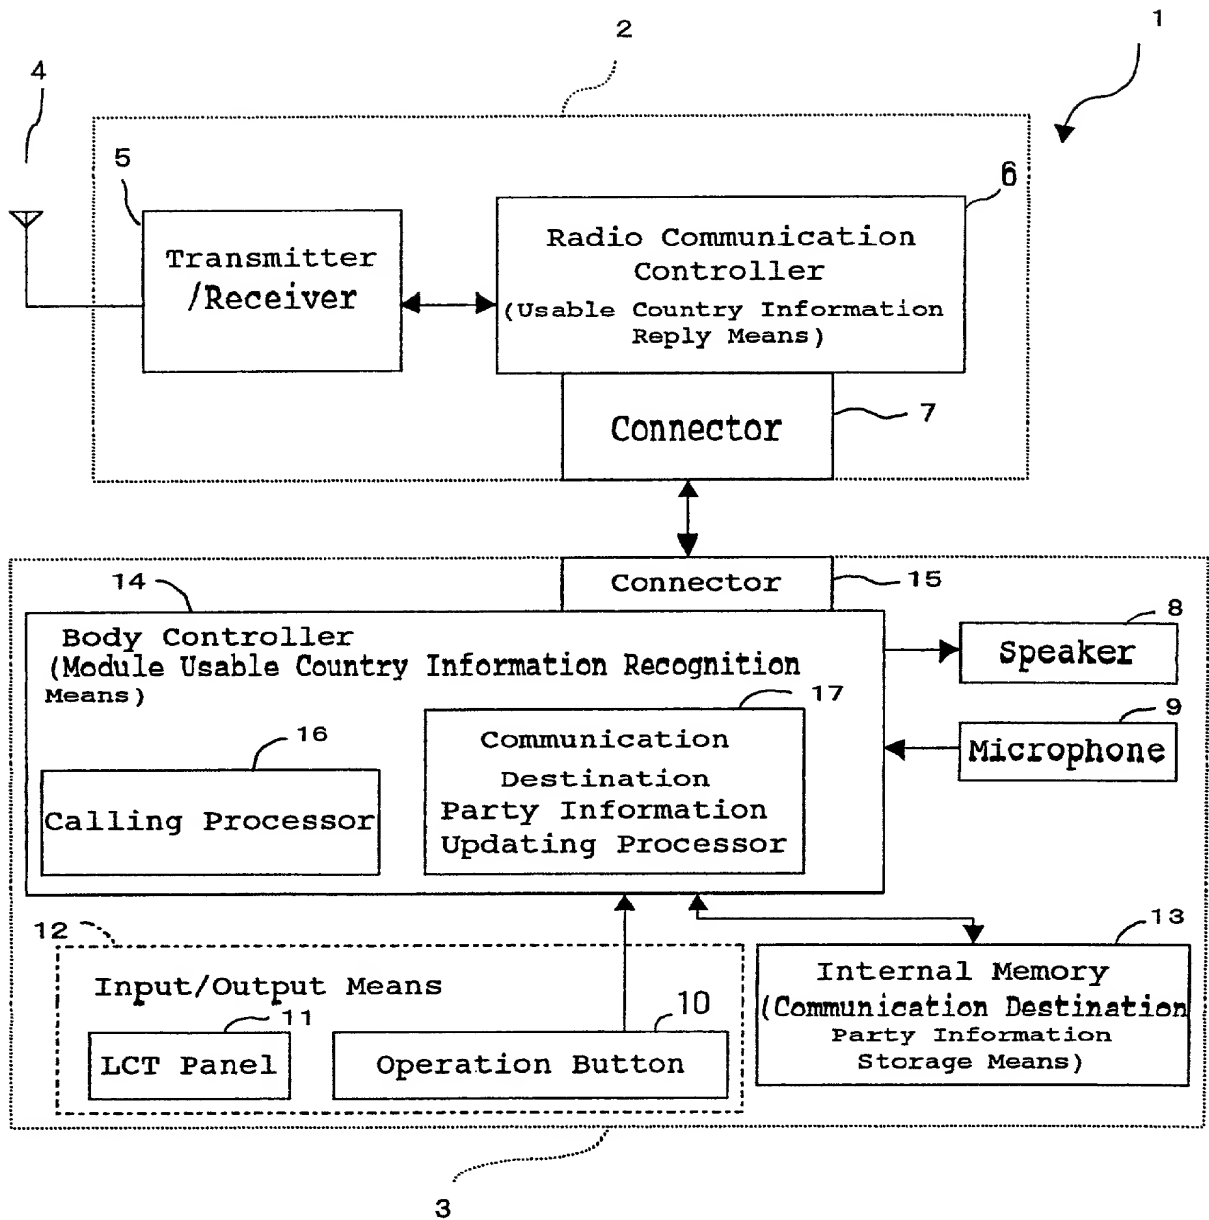 1
2
4
5
6
Transmitter
/Receiver
Radio Communication
Controller
(Usable Country Information
Reply Means)
Connector
7
14
Connector
15
Body Controller
(Module Usable Country Information Recognition
Means)
8
Speaker
17
9
Microphone
16
Calling Processor
Communication
Destination
Party Information
Updating Processor
12
13
Input/Output Means
11
10
LCT Panel
Operation Button
Internal Memory
(Communication Destination
Party Information
Storage Means)
3